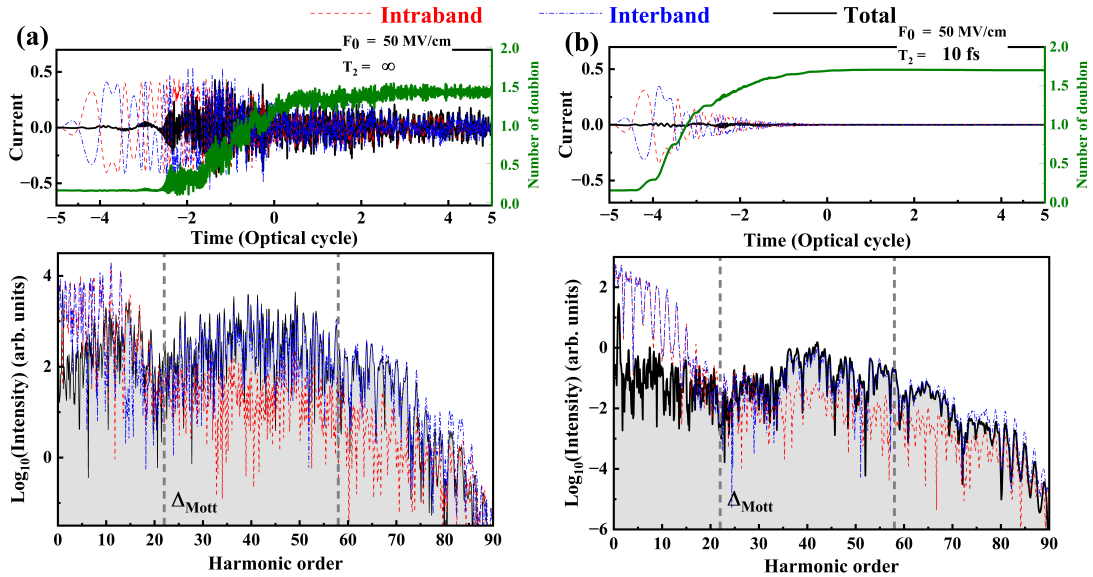 Intraband Interband Total
(a)
F0 = 50 MV/cm
T2 = ∞
2.0
1.5
1.0
0.5
0.0
Number of doublon
0.5
0.0
−0.5
Current
−5 −4 −2 0 2 4 5
Time (Optical cycle)
(b)
F0 = 50 MV/cm
T2 = 10 fs
2.0
1.5
1.0
0.5
0.0
Number of doublon
0.5
0.0
−0.5
Current
−5 −4 −2 0 2 4 5
Time (Optical cycle)
4
2
0
Log10(Intensity) (arb. units)
ΔMott
0 10 20 30 40 50 60 70 80 90
Harmonic order
2
0
−2
−4
−6
Log10(Intensity) (arb. units)
ΔMott
0 10 20 30 40 50 60 70 80 90
Harmonic order